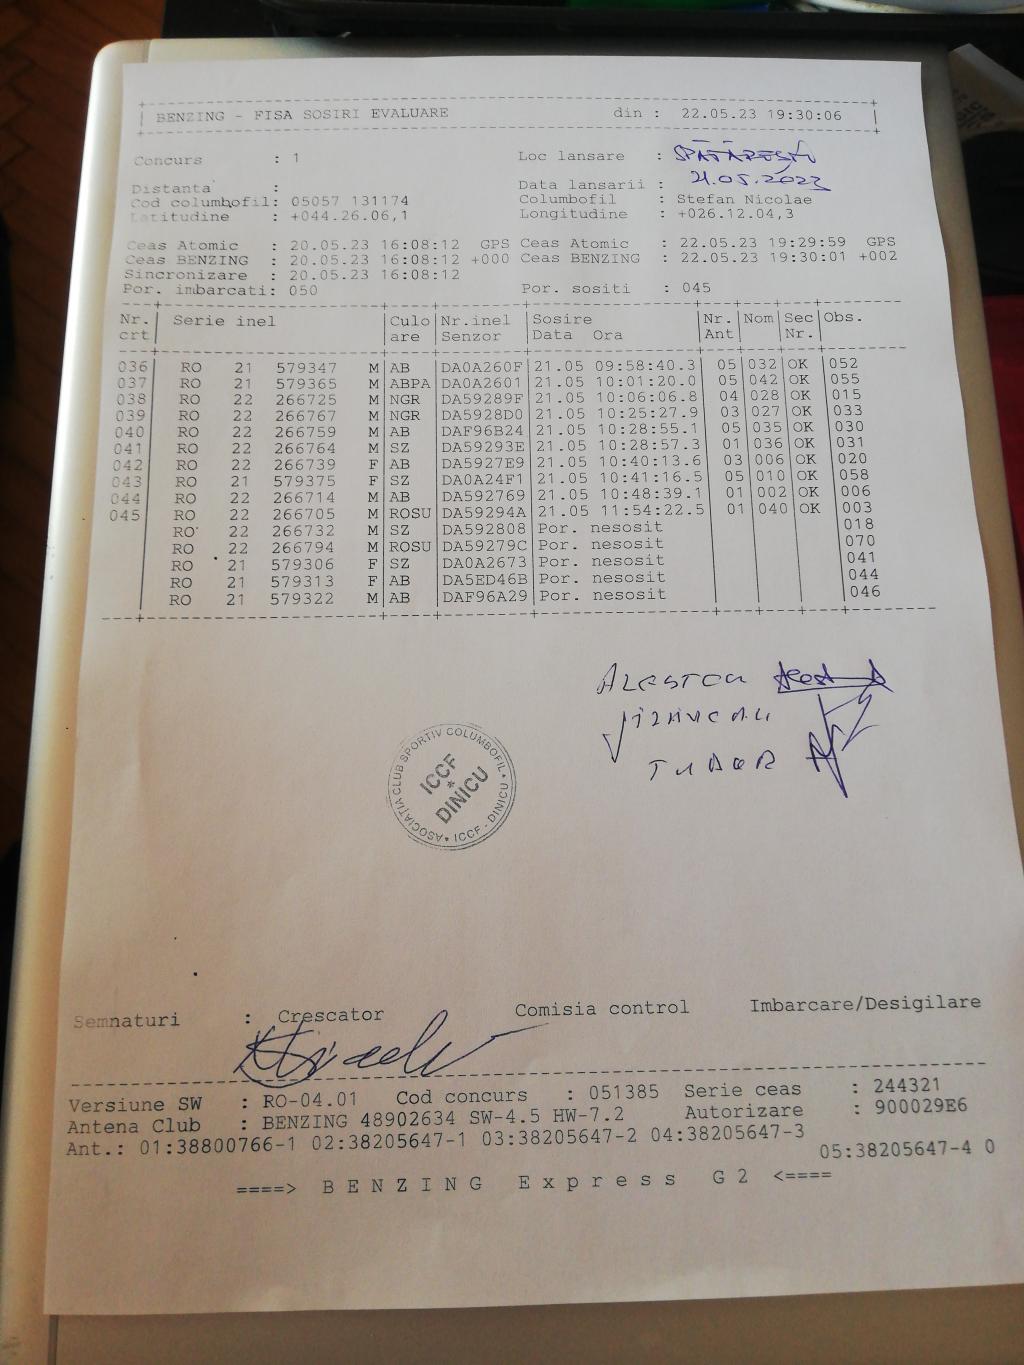 BENZING - FISA SOSIRI EVALUARE din : 22.05.23 19:30:06
Concurs : 1 Loc lansare :
Distanta : Data lansarii : 21.05.2023
Cod columbofil: 05057 131174 Columbofil : Stefan Nicolae
Latitudine : +044.26.06,1 Longitudine : +026.12.04,3
Ceas Atomic : 20.05.23 16:08:12 GPS Ceas Atomic : 22.05.23 19:29:59 GPS
Ceas BENZING : 20.05.23 16:08:12 +000 Ceas BENZING : 22.05.23 19:30:01 +002
Sincronizare : 20.05.23 16:08:12
Por. imbarcati: 050 Por. sositi : 045
Nr. Serie inel Culo Nr.inel Sosire Nr. Nom Sec Obs.
crt are Senzor Data Ora Ant Nr.
036 RO 21 579347 M AB DA0A260F 21.05 09:58:40.3 05 032 OK 052
037 RO 21 579365 M ABPA DA0A2601 21.05 10:01:20.0 05 042 OK 055
038 RO 22 266725 M NGR DA59289F 21.05 10:06:06.8 04 028 OK 015
039 RO 22 266767 M NGR DA5928D0 21.05 10:25:27.9 03 027 OK 033
040 RO 22 266759 M AB DAF96B24 21.05 10:28:55.1 05 035 OK 030
041 RO 22 266764 M SZ DA59293E 21.05 10:28:57.3 01 036 OK 031
042 RO 22 266739 F AB DA5927E9 21.05 10:40:13.6 03 006 OK 020
043 RO 21 579375 F SZ DA0A24F1 21.05 10:41:16.5 05 010 OK 058
044 RO 22 266714 M AB DA592769 21.05 10:48:39.1 01 002 OK 006
045 RO 22 266705 M ROSU DA59294A 21.05 11:54:22.5 01 040 OK 003
RO 22 266732 M SZ DA592808 Por. nesosit 018
RO 22 266794 M ROSU DA59279C Por. nesosit 070
RO 21 579306 F SZ DA0A2673 Por. nesosit 041
RO 21 579313 F AB DA5ED46B Por. nesosit 044
RO 21 579322 M AB DAF96A29 Por. nesosit 046
TUDOR
ASOCIAȚIA CLUB SPORTIV COLUMBOFIL
ICCF
*
DINICU
* ICCF - DINICU *
Semnaturi : Crescator Comisia control Imbarcare/Desigilare
Versiune SW : RO-04.01 Cod concurs : 051385 Serie ceas : 244321
Antena Club : BENZING 48902634 SW-4.5 HW-7.2 Autorizare : 900029E6
Ant.: 01:38800766-1 02:38205647-1 03:38205647-2 04:38205647-3
05:38205647-4 0
====> BENZING Express G2 <====